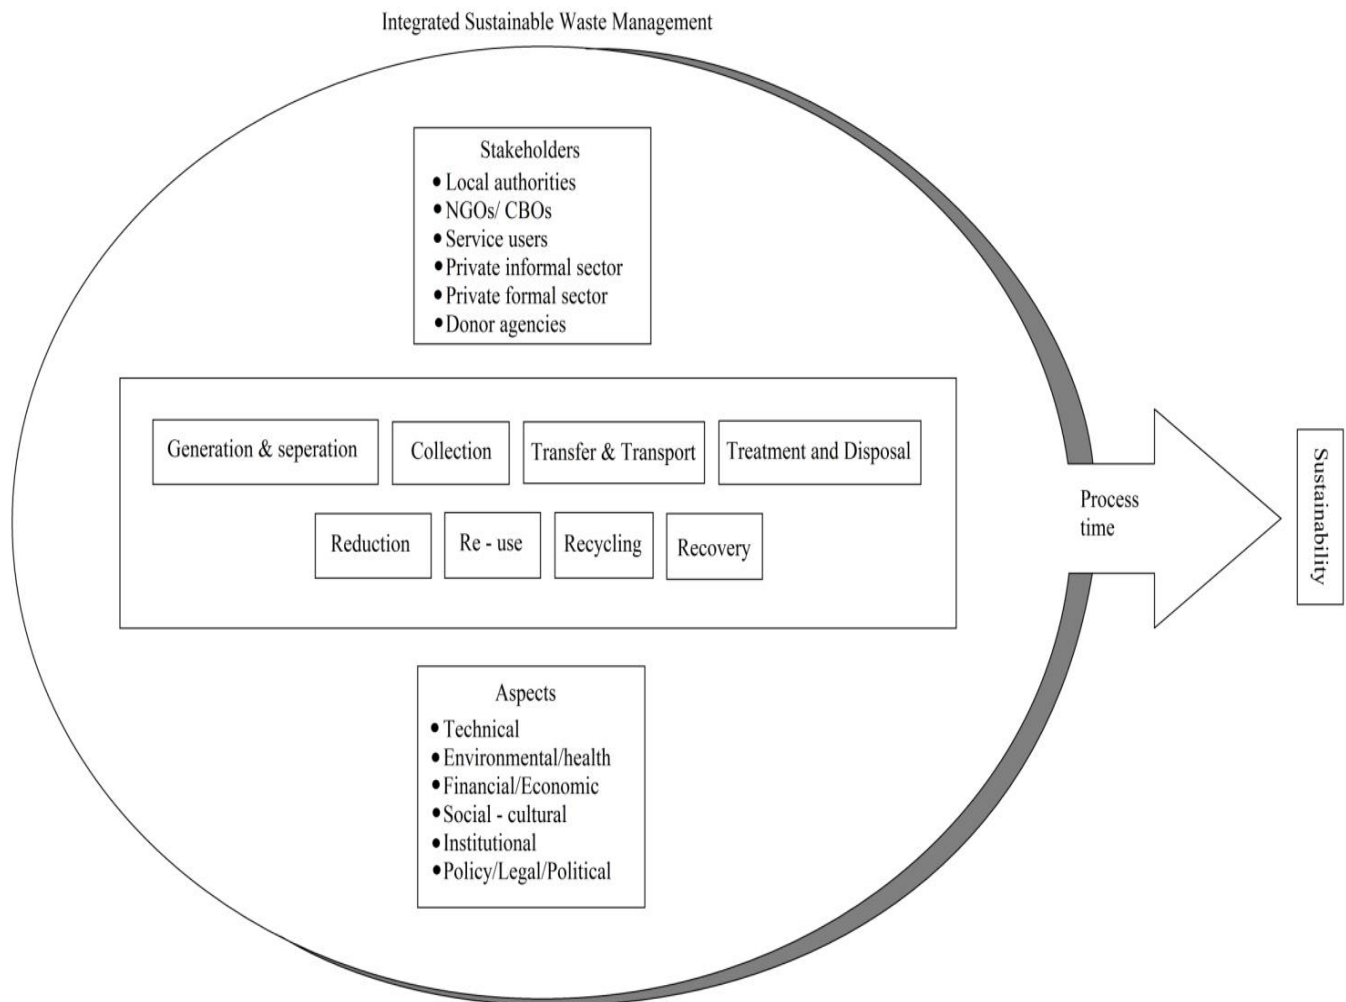 Integrated Sustainable Waste Management
Stakeholders
• Local authorities
• NGOs/ CBOs
• Service users
• Private informal sector
• Private formal sector
• Donor agencies
Generation & seperation
Collection
Transfer & Transport
Treatment and Disposal
Reduction
Re - use
Recycling
Recovery
Process
time
Sustainability
Aspects
• Technical
• Environmental/health
• Financial/Economic
• Social - cultural
• Institutional
• Policy/Legal/Political